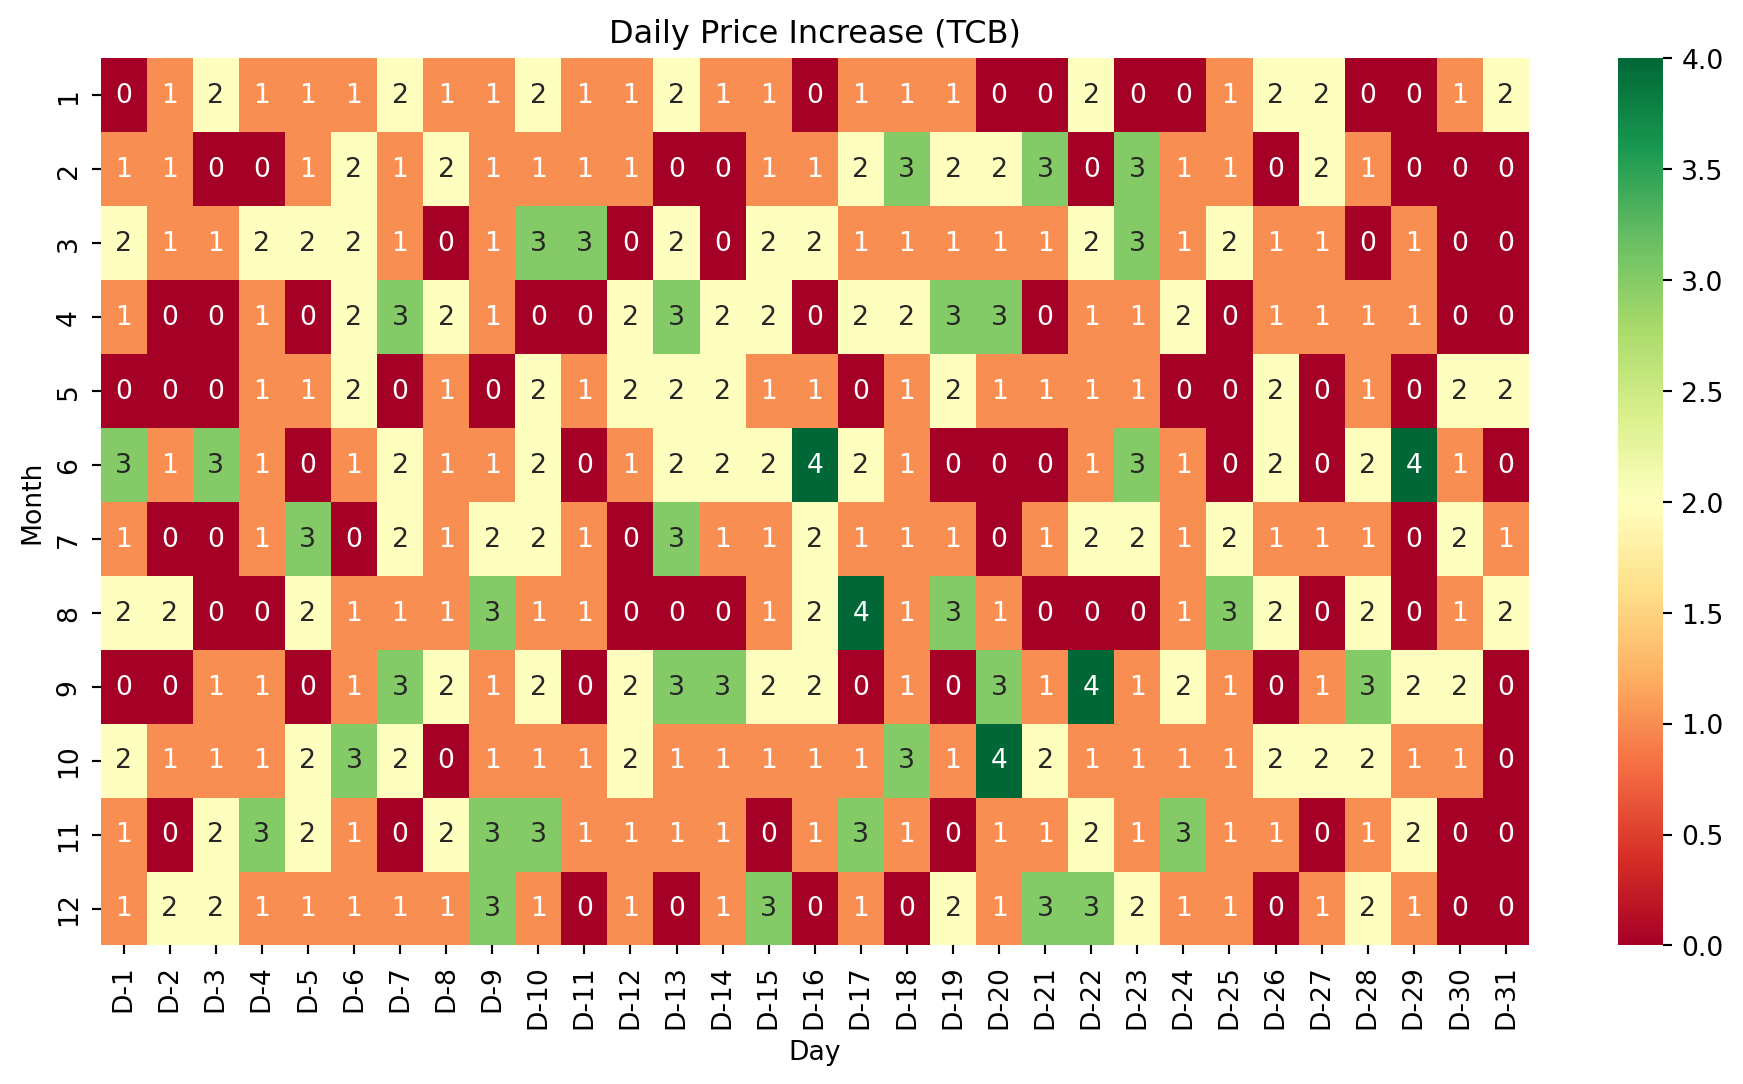 Daily Price Increase (TCB)
1 0 1 2 1 1 1 2 1 1 2 1 1 2 1 1 0 1 1 1 0 0 2 0 0 1 2 2 0 0 1 2
2 1 1 0 0 1 2 1 2 1 1 1 1 0 0 1 1 2 3 2 2 3 0 3 1 1 0 2 1 0 0 0
3 2 1 1 2 2 2 1 0 1 3 3 0 2 0 2 2 1 1 1 1 1 2 3 1 2 1 1 0 1 0 0
4 1 0 0 1 0 2 3 2 1 0 0 2 3 2 2 0 2 2 3 3 0 1 1 2 0 1 1 1 1 0 0
5 0 0 0 1 1 2 0 1 0 2 1 2 2 2 1 1 0 1 2 1 1 1 1 0 0 2 0 1 0 2 2
6 3 1 3 1 0 1 2 1 1 2 0 1 2 2 2 4 2 1 0 0 0 1 3 1 0 2 0 2 4 1 0
7 1 0 0 1 3 0 2 1 2 2 1 0 3 1 1 2 1 1 1 0 1 2 2 1 2 1 1 1 0 2 1
8 2 2 0 0 2 1 1 1 3 1 1 0 0 0 1 2 4 1 3 1 0 0 0 1 3 2 0 2 0 1 2
9 0 0 1 1 0 1 3 2 1 2 0 2 3 3 2 2 0 1 0 3 1 4 1 2 1 0 1 3 2 2 0
10 2 1 1 1 2 3 2 0 1 1 1 2 1 1 1 1 1 3 1 4 2 1 1 1 1 2 2 2 1 1 0
11 1 0 2 3 2 1 0 2 3 3 1 1 1 1 0 1 3 1 0 1 1 2 1 3 1 1 0 1 2 0 0
12 1 2 2 1 1 1 1 1 3 1 0 1 0 1 3 0 1 0 2 1 3 3 2 1 1 0 1 2 1 0 0
Month
D-1 D-2 D-3 D-4 D-5 D-6 D-7 D-8 D-9 D-10 D-11 D-12 D-13 D-14 D-15 D-16 D-17 D-18 D-19 D-20 D-21 D-22 D-23 D-24 D-25 D-26 D-27 D-28 D-29 D-30 D-31
Day
4.0
3.5
3.0
2.5
2.0
1.5
1.0
0.5
0.0